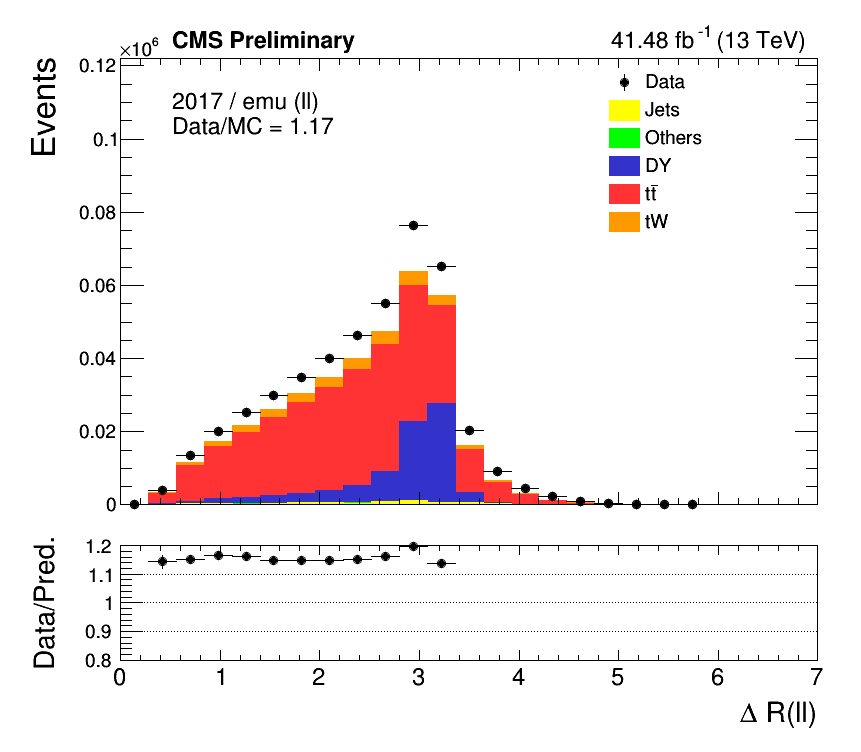 ×10⁶ CMS Preliminary 41.48 fb⁻¹ (13 TeV)
Events
0.12
0.1
0.08
0.06
0.04
0.02
0
2017 / emu (ll)
Data/MC = 1.17
Data
Jets
Others
DY
tt̄
tW
Data/Pred.
1.2
1.1
1
0.9
0.8
0 1 2 3 4 5 6 7
Δ R(ll)